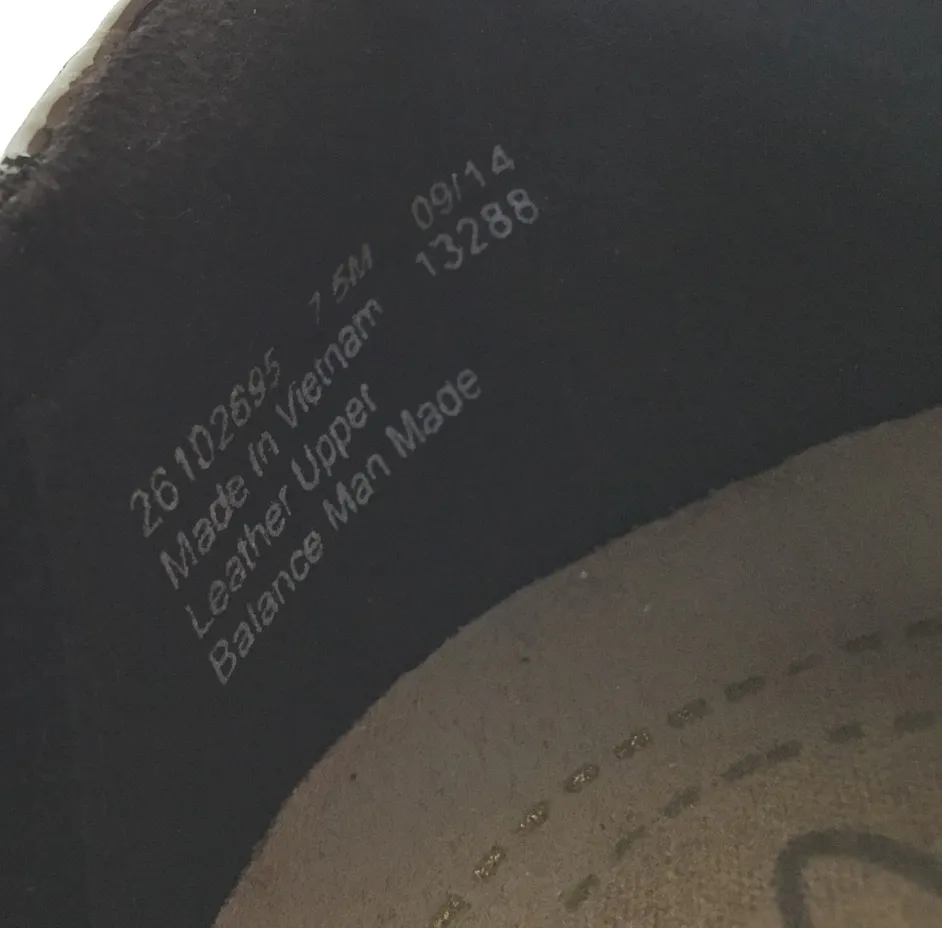 26102695 7.5M 09/14
Made In Vietnam 13288
Leather Upper
Balance Man Made